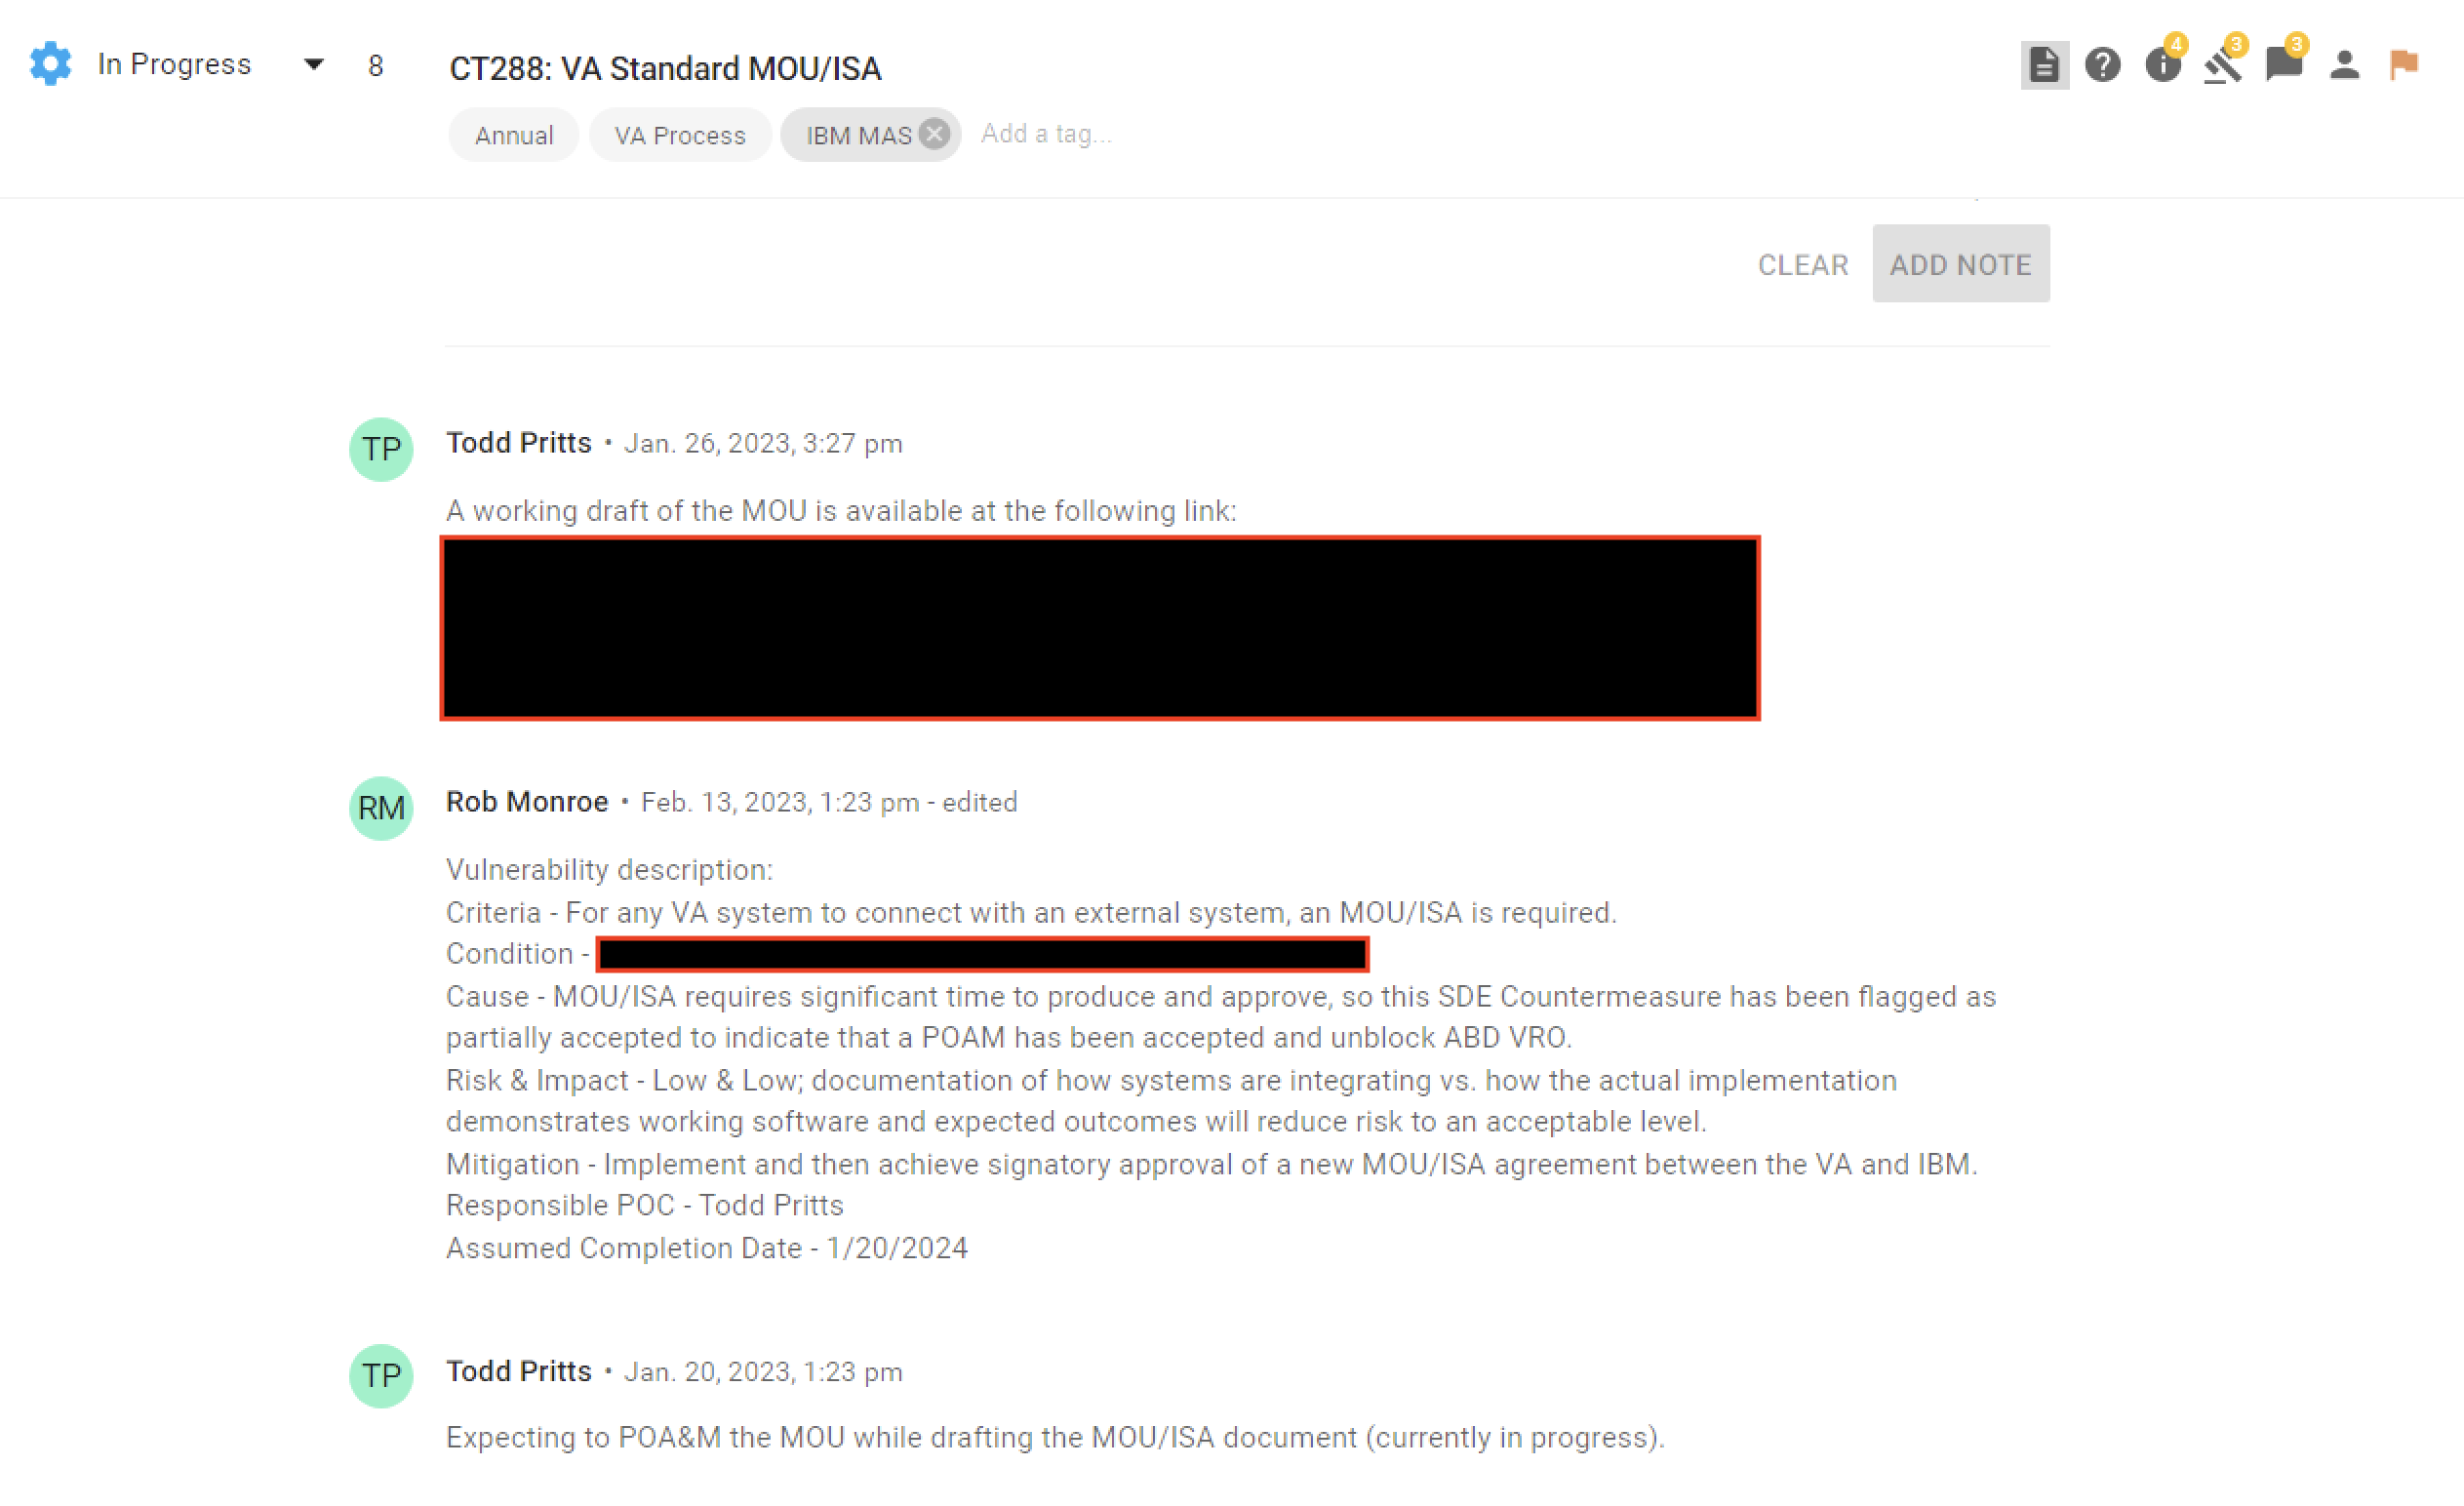 In Progress
8
CT288: VA Standard MOU/ISA
4
3
3
Annual
VA Process
IBM MAS
Add a tag...
CLEAR
ADD NOTE
TP
Todd Pritts • Jan. 26, 2023, 3:27 pm
A working draft of the MOU is available at the following link:
RM
Rob Monroe • Feb. 13, 2023, 1:23 pm - edited
Vulnerability description:
Criteria - For any VA system to connect with an external system, an MOU/ISA is required.
Condition -
Cause - MOU/ISA requires significant time to produce and approve, so this SDE Countermeasure has been flagged as
partially accepted to indicate that a POAM has been accepted and unblock ABD VRO.
Risk & Impact - Low & Low; documentation of how systems are integrating vs. how the actual implementation
demonstrates working software and expected outcomes will reduce risk to an acceptable level.
Mitigation - Implement and then achieve signatory approval of a new MOU/ISA agreement between the VA and IBM.
Responsible POC - Todd Pritts
Assumed Completion Date - 1/20/2024
TP
Todd Pritts • Jan. 20, 2023, 1:23 pm
Expecting to POA&M the MOU while drafting the MOU/ISA document (currently in progress).